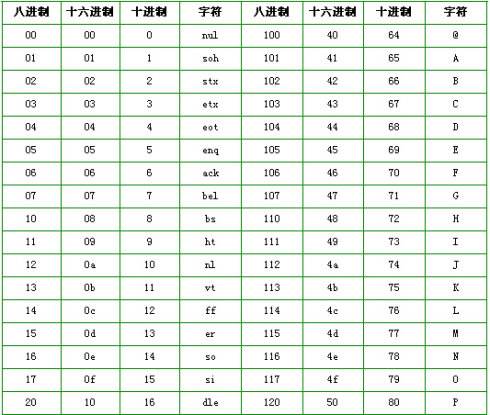 八进制 十六进制 十进制 字符 八进制 十六进制 十进制 字符
00 00 0 nul 100 40 64 @
01 01 1 soh 101 41 65 A
02 02 2 stx 102 42 66 B
03 03 3 etx 103 43 67 C
04 04 4 eot 104 44 68 D
05 05 5 enq 105 45 69 E
06 06 6 ack 106 46 70 F
07 07 7 bel 107 47 71 G
10 08 8 bs 110 48 72 H
11 09 9 ht 111 49 73 I
12 0a 10 nl 112 4a 74 J
13 0b 11 vt 113 4b 75 K
14 0c 12 ff 114 4c 76 L
15 0d 13 er 115 4d 77 M
16 0e 14 so 116 4e 78 N
17 0f 15 si 117 4f 79 O
20 10 16 dle 120 50 80 P